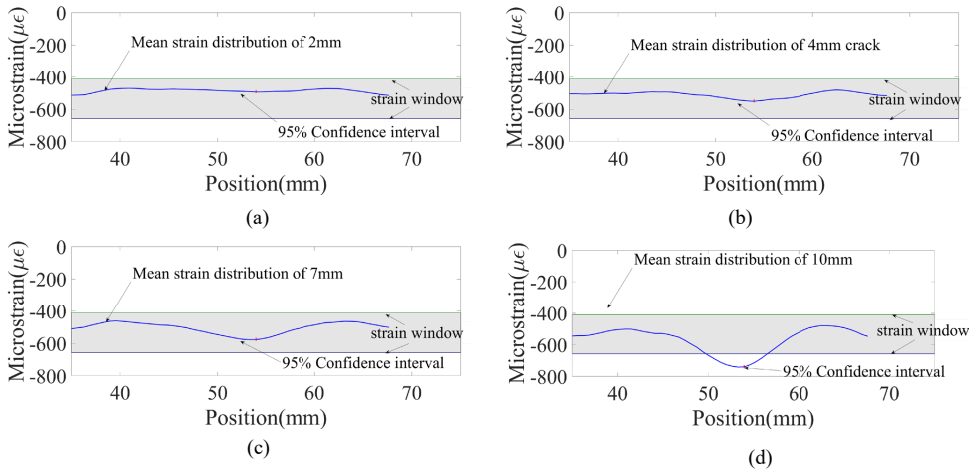 0
-200
-400
-600
-800
Microstrain(με)
Mean strain distribution of 2mm
strain window
95% Confidence interval
40 50 60 70
Position(mm)
(a)
0
-200
-400
-600
-800
Microstrain(με)
Mean strain distribution of 4mm crack
strain window
95% Confidence interval
40 50 60 70
Position(mm)
(b)
0
-200
-400
-600
-800
Microstrain(με)
Mean strain distribution of 7mm
strain window
95% Confidence interval
40 50 60 70
Position(mm)
(c)
0
-200
-400
-600
-800
Microstrain(με)
Mean strain distribution of 10mm
strain window
95% Confidence interval
40 50 60 70
Position(mm)
(d)